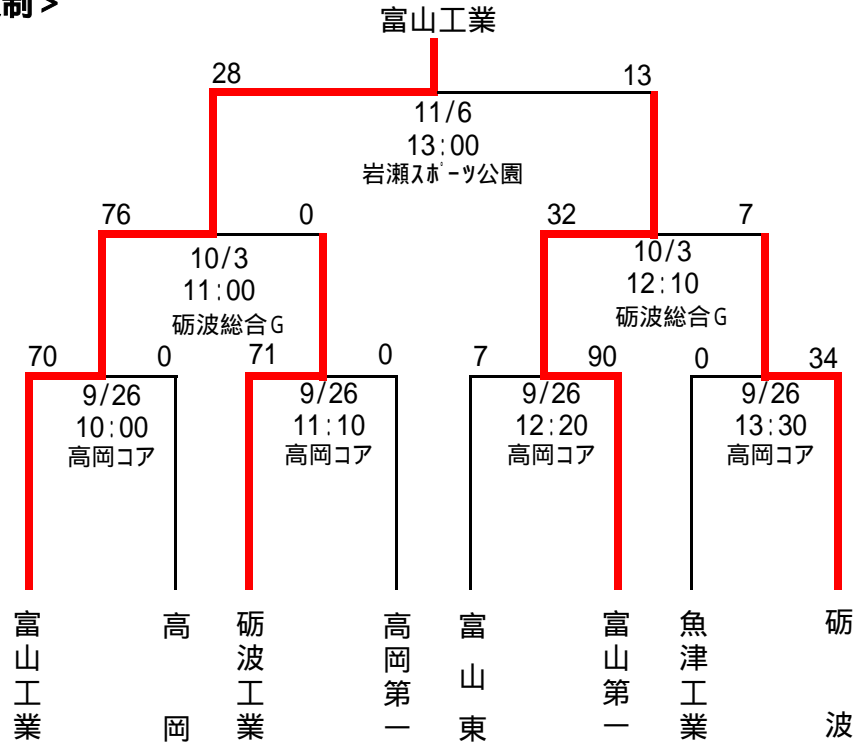 制>
富山工業
28
13
11/6
13:00
岩瀬スポーツ公園
76
0
32
7
10/3
11:00
砺波総合G
10/3
12:10
砺波総合G
70
0
71
0
7
90
0
34
9/26
10:00
高岡コア
9/26
11:10
高岡コア
9/26
12:20
高岡コア
9/26
13:30
高岡コア
富山工業
高岡
砺波工業
高岡第一
富山東
富山第一
魚津工業
砺波